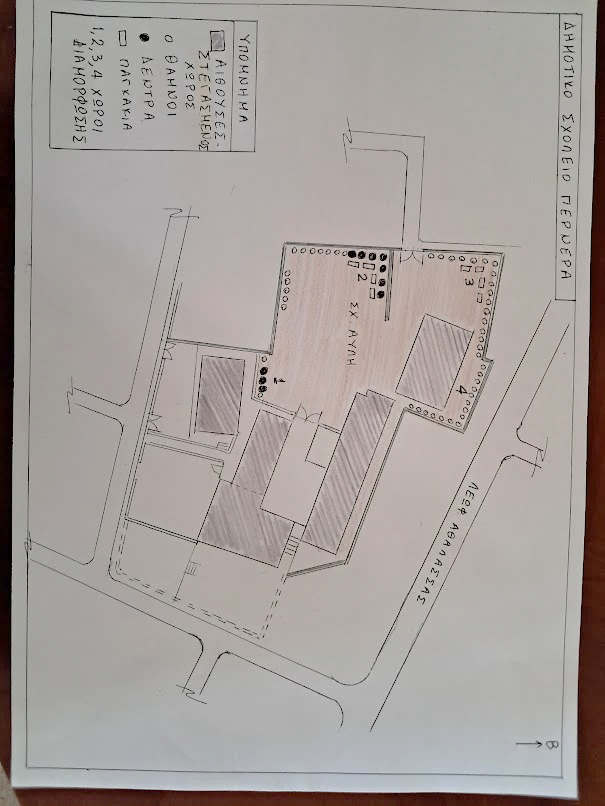 ΔΗΜΟΤΙΚΟ ΣΧΟΛΕΙΟ ΠΕΡΝΕΡΑ
ΥΠΟΜΝΗΜΑ
ΑΙΘΟΥΣΕΣ-
ΣΤΕΓΑΣΜΕΝΟΣ
ΧΩΡΟΣ
ΘΑΜΝΟΙ
ΔΕΝΤΡΑ
ΠΑΓΚΑΚΙΑ
1,2,3,4 ΧΩΡΟΙ
ΔΙΑΜΟΡΦΩΣΗΣ
3
4
2
ΣΧ. ΑΥΛΗ
1
ΛΕΩΦ ΑΘΑΛΑΣΣΑΣ
Β